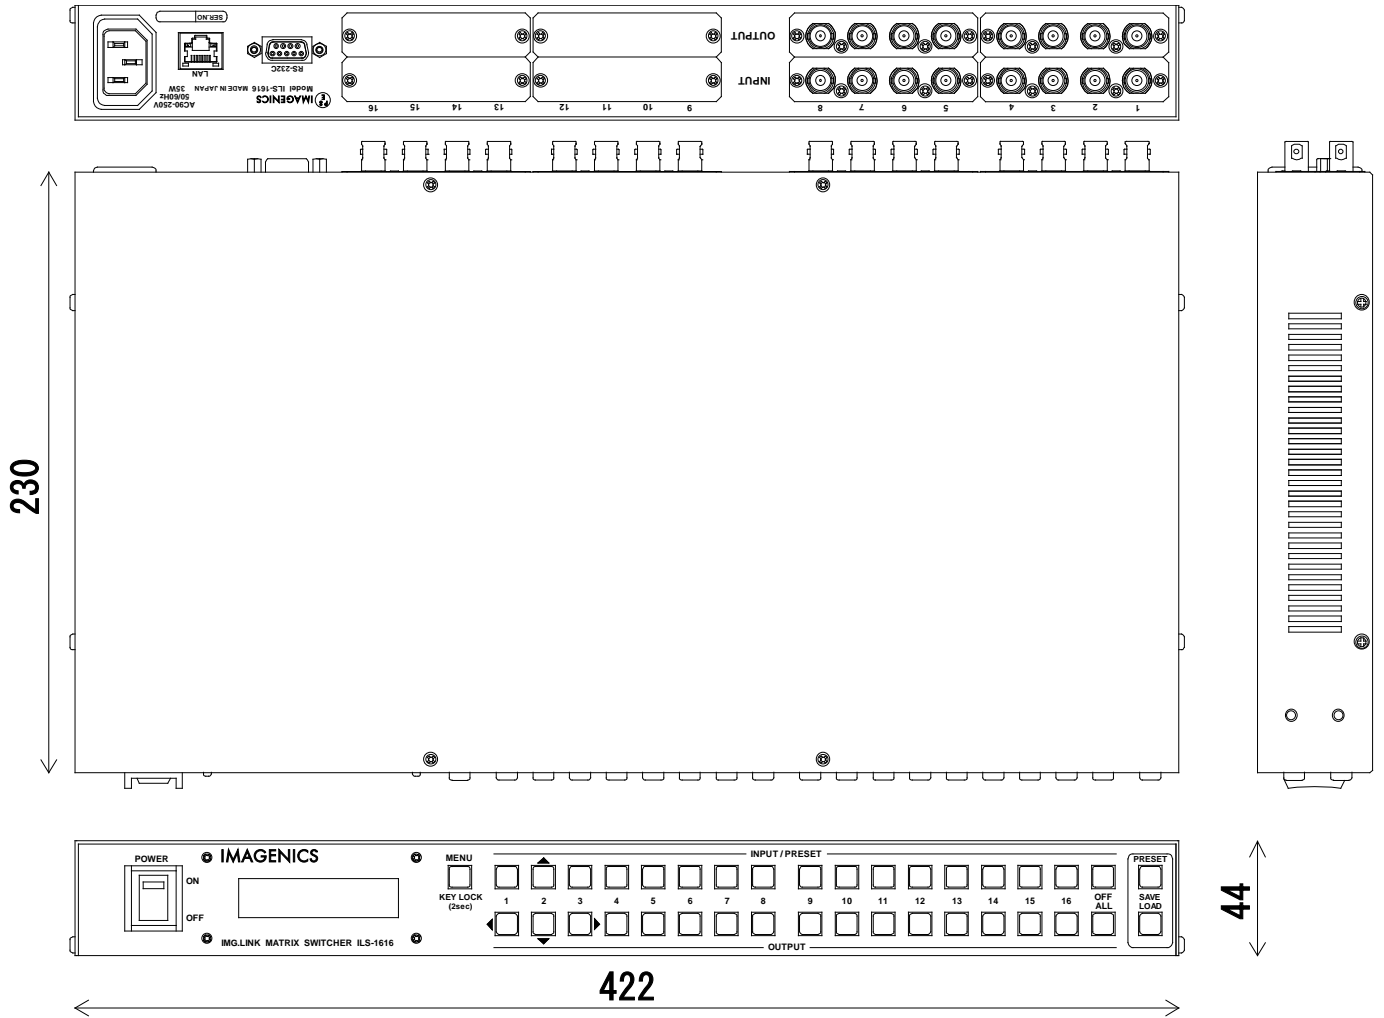 SER.NO
OUTPUT
RS-232C
LAN
INPUT
IMAGENICS
Model ILS-1616 MADE IN JAPAN
AC90-250V
50/60Hz 35W
16 15 14 13 12 11 10 9 8 7 6 5 4 3 2 1
230
POWER
ON
OFF
IMAGENICS
IMG.LINK MATRIX SWITCHER ILS-1616
MENU
KEY LOCK
(2sec)
INPUT / PRESET
1 2 3 4 5 6 7 8 9 10 11 12 13 14 15 16
OFF
ALL
OUTPUT
PRESET
SAVE
LOAD
44
422